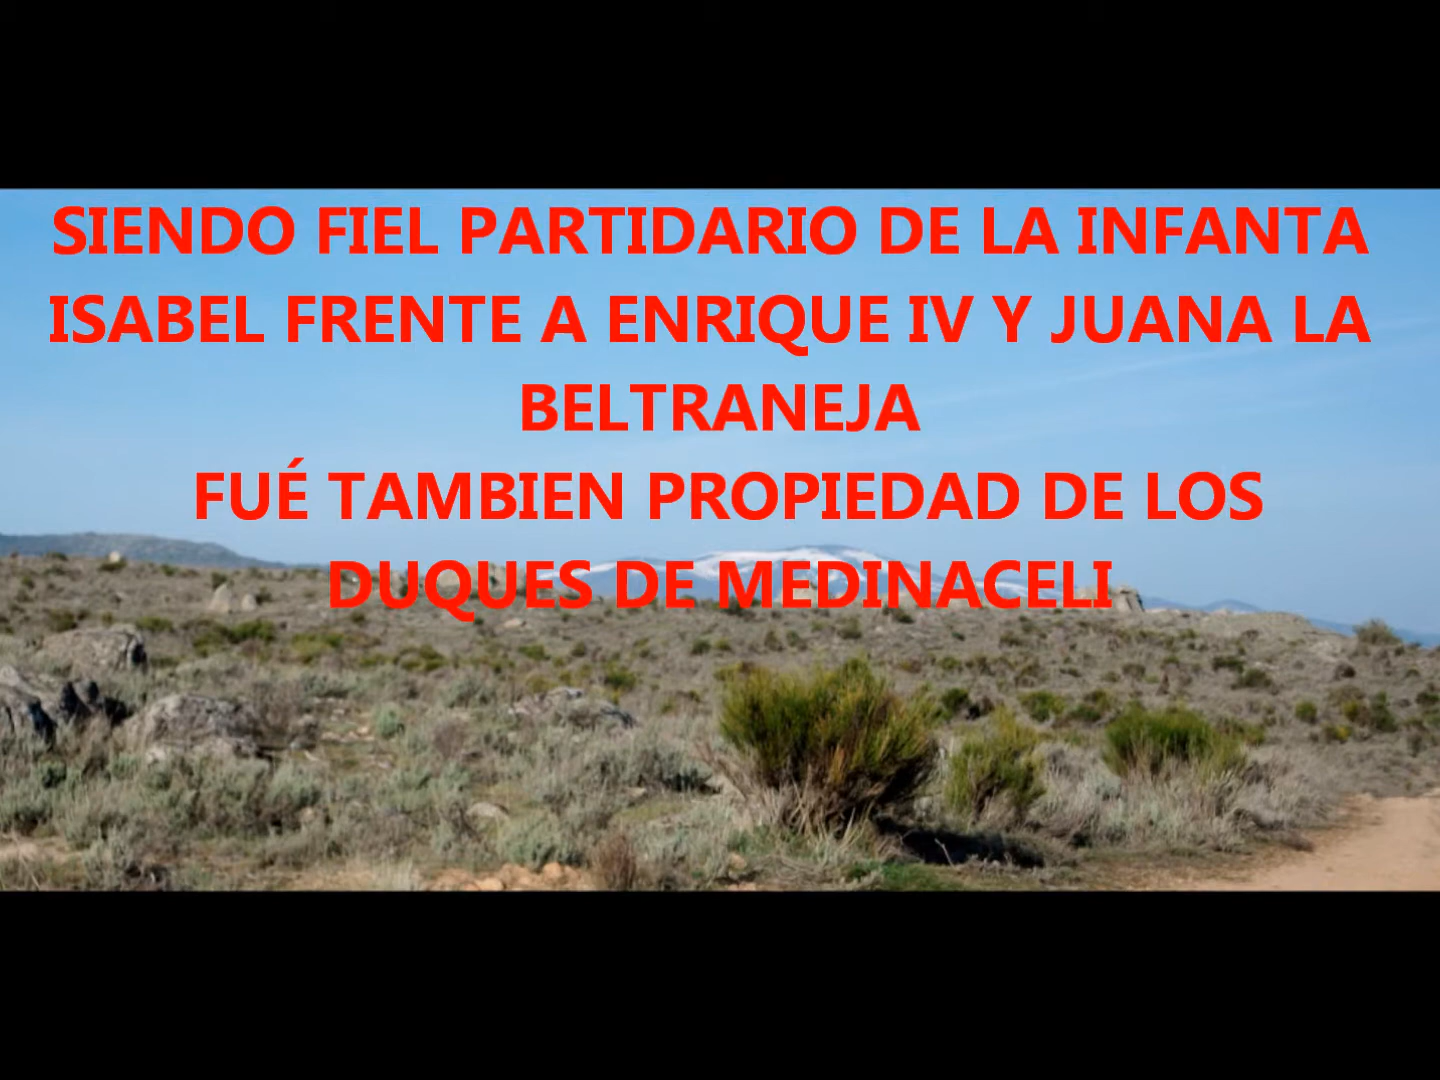 SIENDO FIEL PARTIDARIO DE LA INFANTA
ISABEL FRENTE A ENRIQUE IV Y JUANA LA
BELTRANEJA
FUÉ TAMBIEN PROPIEDAD DE LOS
DUQUES DE MEDINACELI